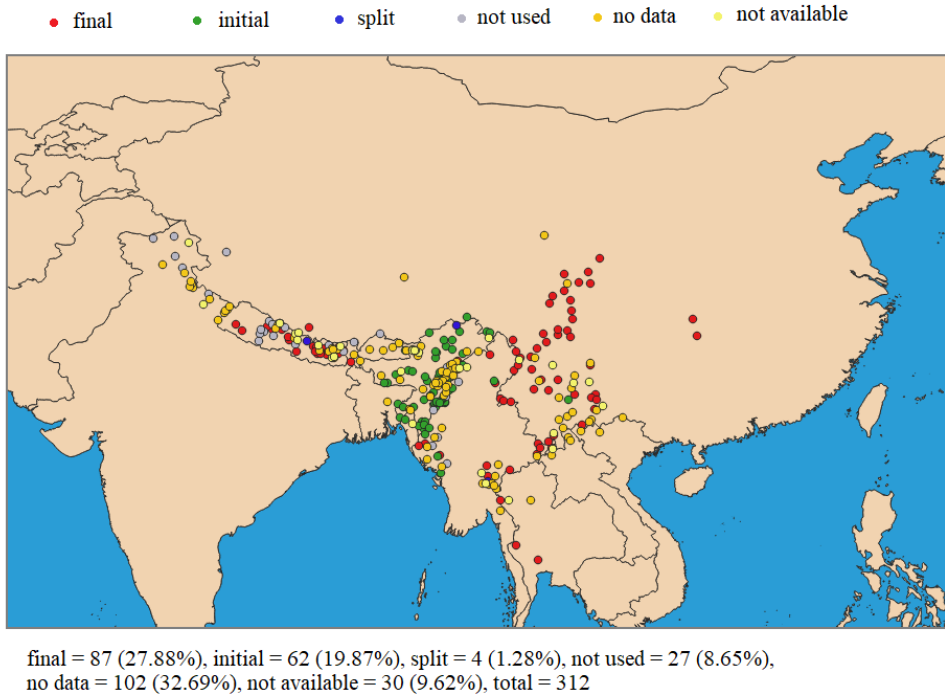 final initial split not used no data not available
final = 87 (27.88%), initial = 62 (19.87%), split = 4 (1.28%), not used = 27 (8.65%),
no data = 102 (32.69%), not available = 30 (9.62%), total = 312